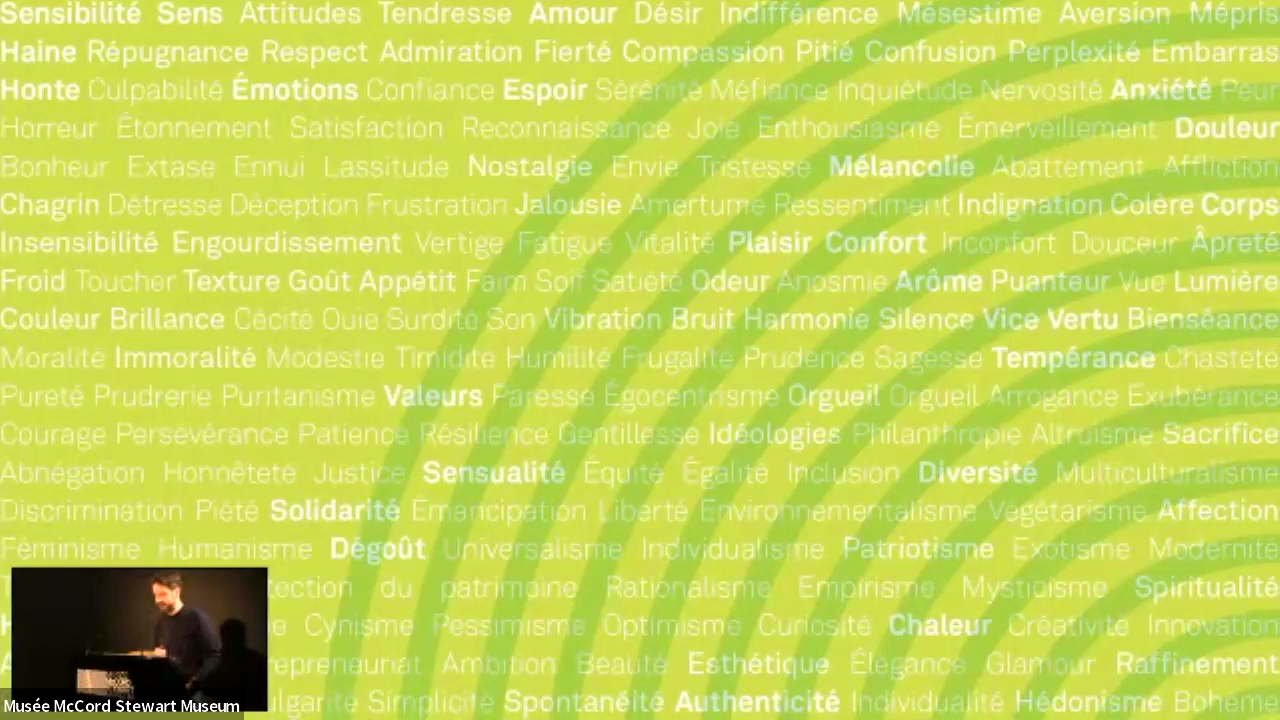 Sensibilité Sens Attitudes Tendresse Amour Désir Indifférence Mésestime Aversion Mépris
Haine Répugnance Respect Admiration Fierté Compassion Pitié Confusion Perplexité Embarras
Honte Culpabilité Émotions Confiance Espoir Sérénité Méfiance Inquiétude Nervosité Anxiété Peur
Horreur Étonnement Satisfaction Reconnaissance Joie Enthousiasme Émerveillement Douleur
Bonheur Extase Ennui Lassitude Nostalgie Envie Tristesse Mélancolie Abattement Affliction
Chagrin Détresse Déception Frustration Jalousie Amertume Ressentiment Indignation Colère Corps
Insensibilité Engourdissement Vertige Fatigue Vitalité Plaisir Confort Inconfort Douceur Âpreté
Froid Toucher Texture Goût Appétit Faim Soif Satiété Odeur Anosmie Arôme Puanteur Vue Lumière
Couleur Brillance Cécité Ouïe Surdité Son Vibration Bruit Harmonie Silence Vice Vertu Bienséance
Moralité Immoralité Modestie Timidité Humilité Frugalité Prudence Sagesse Tempérance Chasteté
Pureté Pruderie Puritanisme Valeurs Paresse Égocentrisme Orgueil Orgueil Arrogance Exubérance
Courage Persévérance Patience Résilience Gentillesse Idéologies Philanthropie Altruisme Sacrifice
Abnégation Honnêteté Justice Sensualité Équité Égalité Inclusion Diversité Multiculturalisme
Discrimination Piété Solidarité Émancipation Liberté Environnementalisme Végétarisme Affection
Féminisme Humanisme Dégoût Universalisme Individualisme Patriotisme Exotisme Modernité
tection du patrimoine Rationalisme Empirisme Mysticisme Spiritualité
Cynisme Pessimisme Optimisme Curiosité Chaleur Créativité Innovation
repreneuriat Ambition Beauté Esthétique Élégance Glamour Raffinement
ulgarité Simplicité Spontanéité Authenticité Individualité Hédonisme Bohème
Musée McCord Stewart Museum